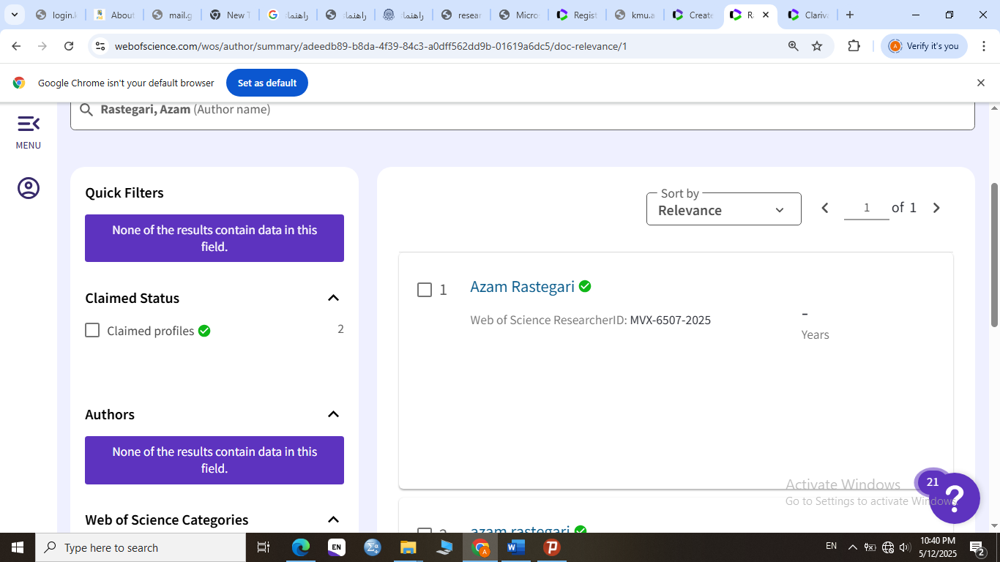 login.
About
mail.g
New T
راهنما:
راهنما:
راهنما:
resear
Micro
Regist
kmu.a
Create
R
Clariv
webofscience.com/wos/author/summary/adeedb89-b8da-4f39-84c3-a0dff562dd9b-01619a6dc5/doc-relevance/1
Verify it's you
Google Chrome isn't your default browser
Set as default
Rastegari, Azam (Author name)
MENU
Quick Filters
None of the results contain data in this
field.
Sort by
Relevance
1 of 1
Claimed Status
Claimed profiles
2
1
Azam Rastegari
Web of Science ResearcherID: MVX-6507-2025
-
Years
Authors
None of the results contain data in this
field.
Web of Science Categories
azam rastegari
Activate Windows
Go to Settings to activate Windows.
21
?
Type here to search
EN
EN
10:40 PM
5/12/2025
2